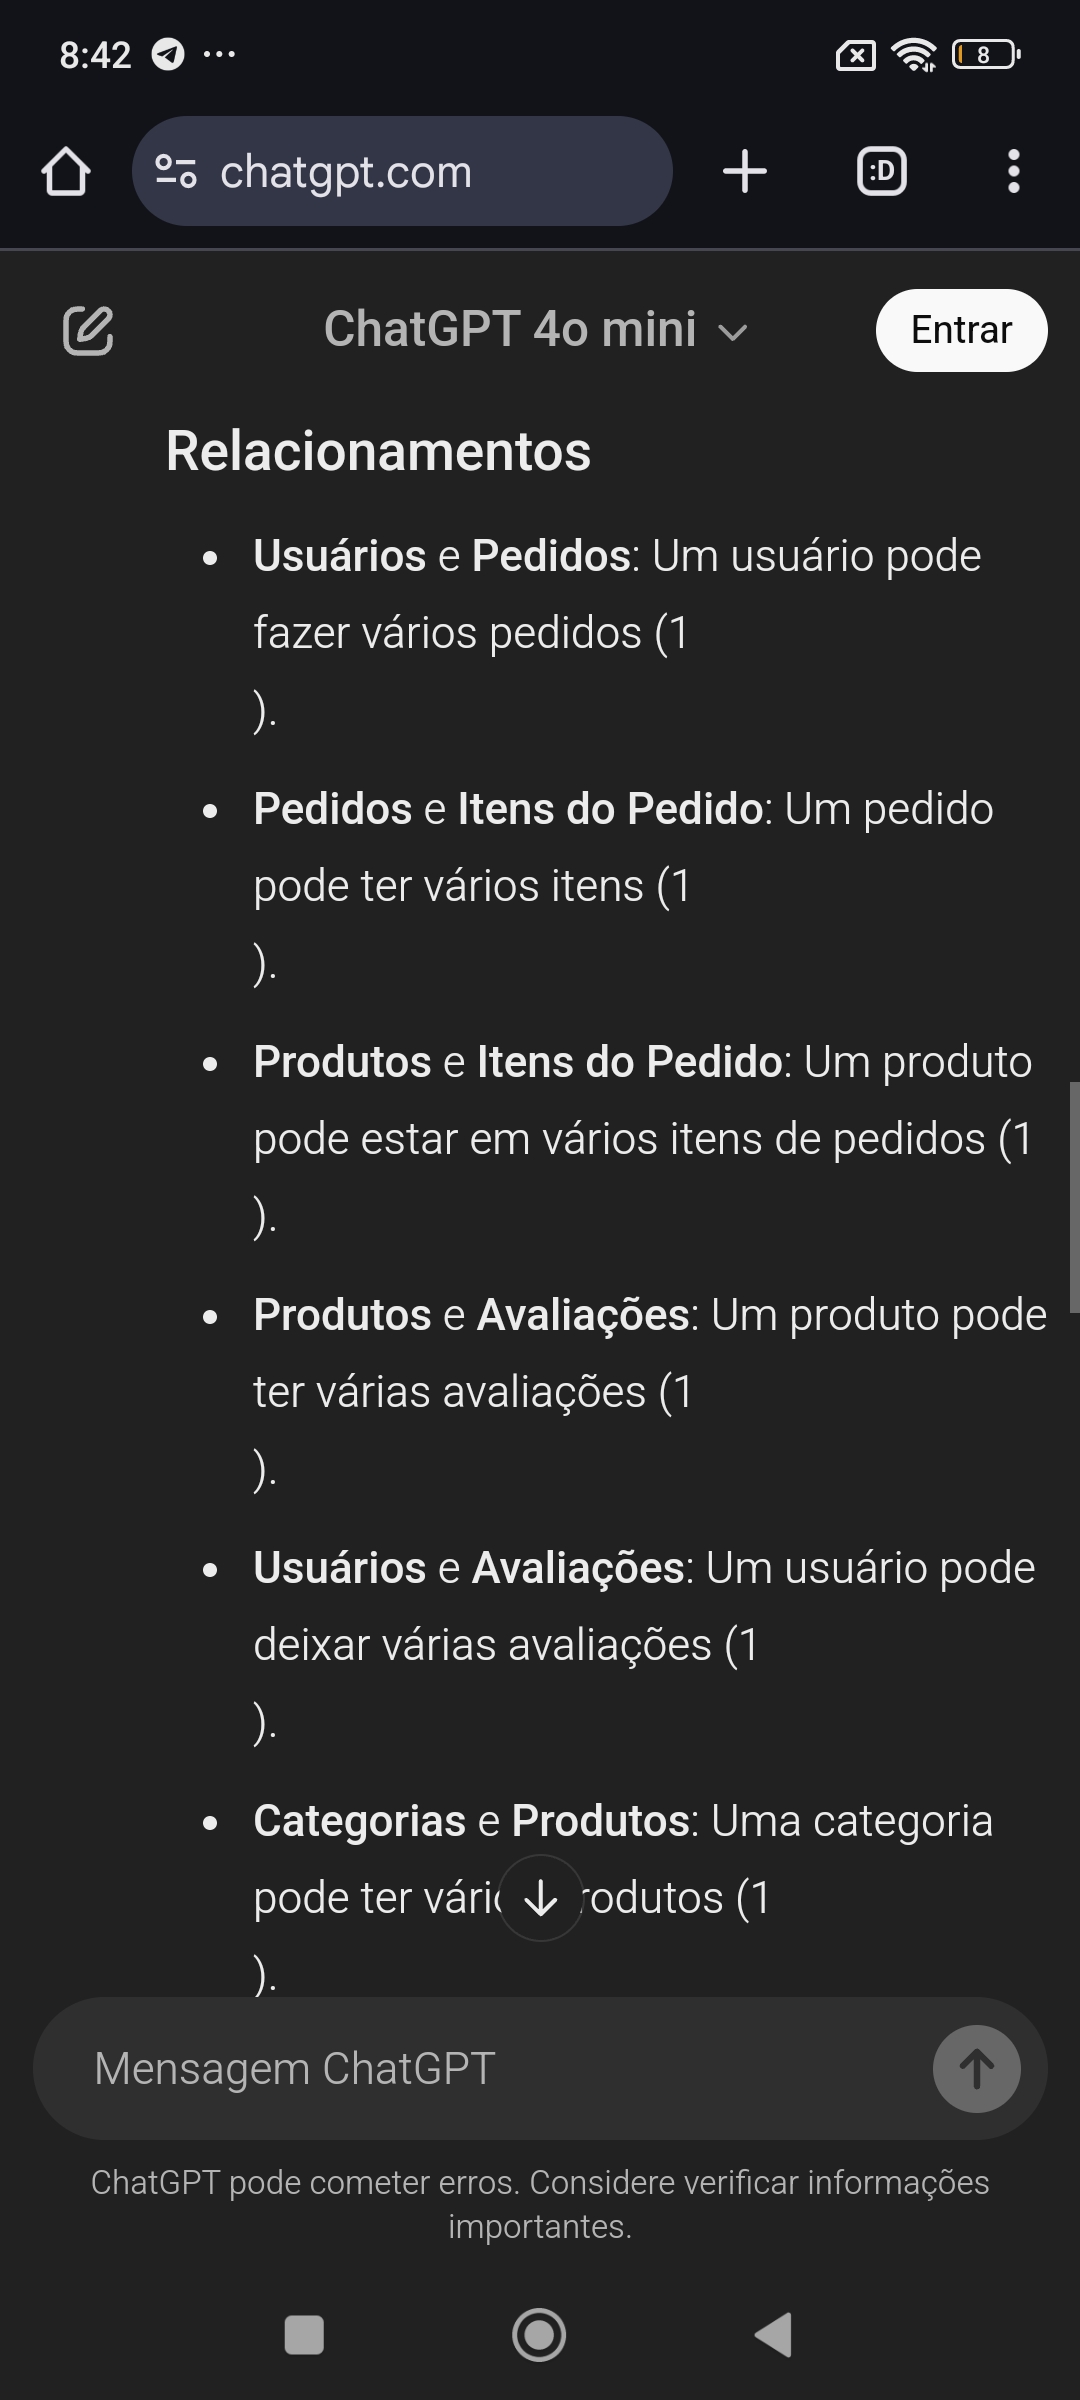 8:42
8
chatgpt.com
:D
ChatGPT 4o mini
Entrar
Relacionamentos
• Usuários e Pedidos: Um usuário pode
fazer vários pedidos (1
).
• Pedidos e Itens do Pedido: Um pedido
pode ter vários itens (1
).
• Produtos e Itens do Pedido: Um produto
pode estar em vários itens de pedidos (1
).
• Produtos e Avaliações: Um produto pode
ter várias avaliações (1
).
• Usuários e Avaliações: Um usuário pode
deixar várias avaliações (1
).
• Categorias e Produtos: Uma categoria
pode ter (1
).
Mensagem ChatGPT
ChatGPT pode cometer erros. Considere verificar informações
importantes.